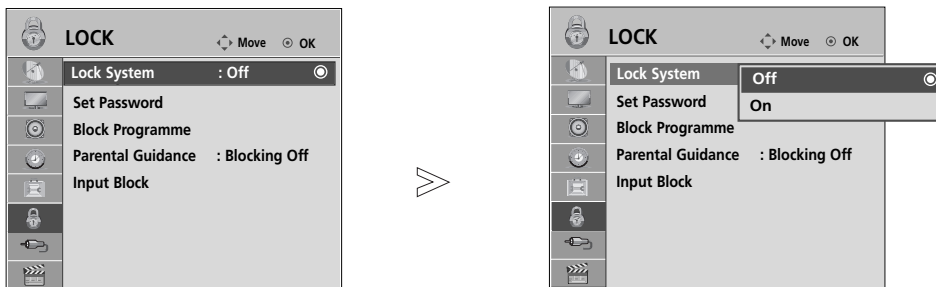 LOCK
Move OK
Lock System : Off
Set Password
Block Programme
Parental Guidance : Blocking Off
Input Block
LOCK
Move OK
Lock System
Off
Set Password
On
Block Programme
Parental Guidance : Blocking Off
Input Block